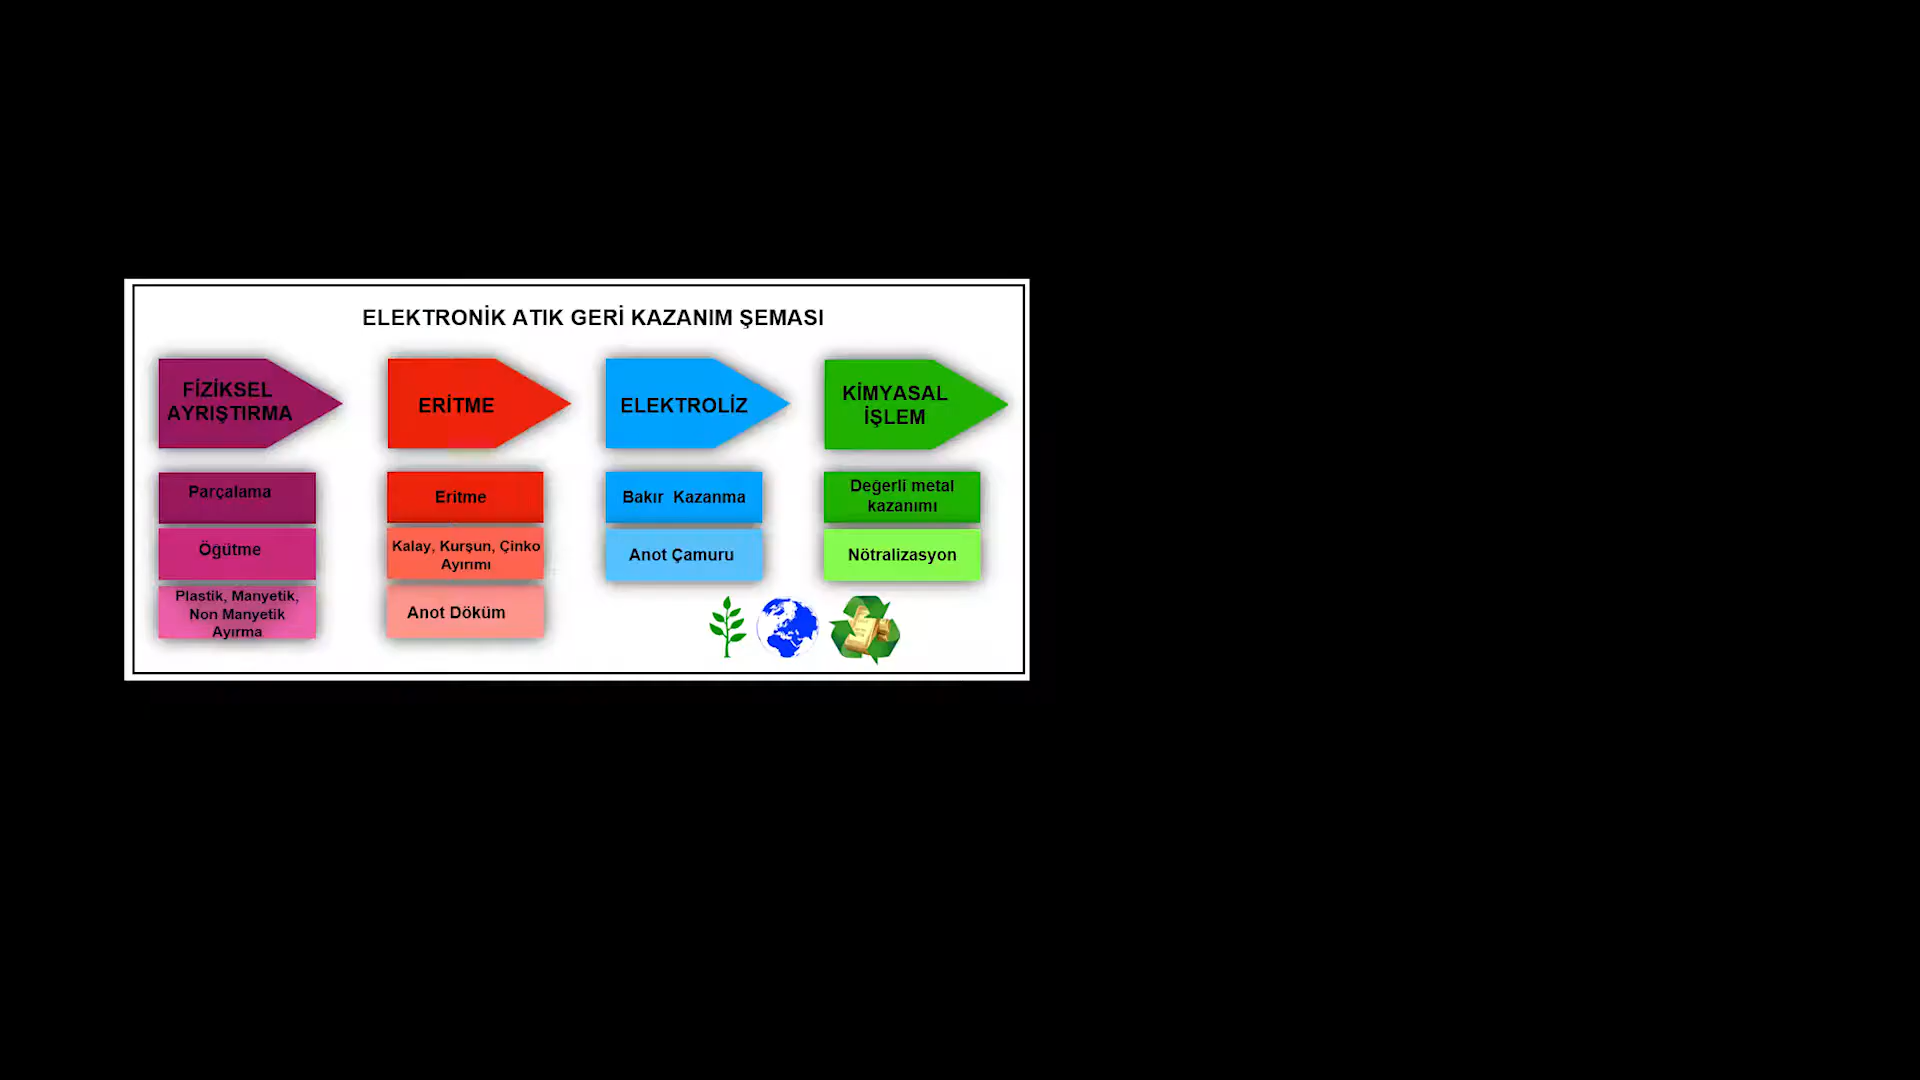 ELEKTRONİK ATIK GERİ KAZANIM ŞEMASI
FİZİKSEL
AYRIŞTIRMA
Parçalama
Öğütme
Plastik, Manyetik,
Non Manyetik
Ayırma
ERİTME
Eritme
Kalay, Kurşun, Çinko
Ayırımı
Anot Döküm
ELEKTROLİZ
Bakır Kazanma
Anot Çamuru
KİMYASAL
İŞLEM
Değerli metal
kazanımı
Nötralizasyon